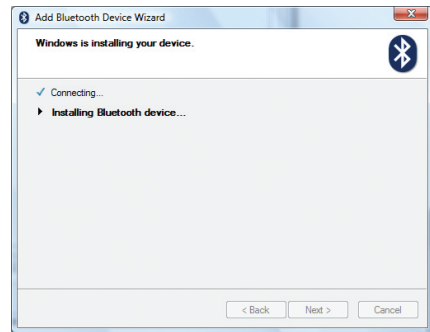 Add Bluetooth Device Wizard
Windows is installing your device.
Connecting...
Installing Bluetooth device...
< Back Next > Cancel